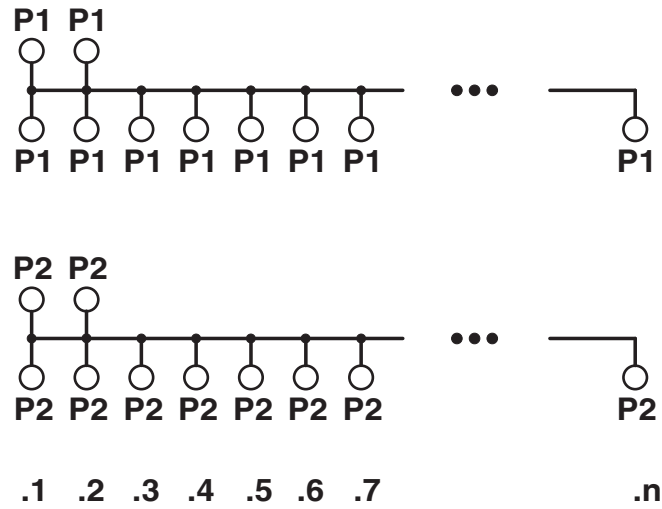 P1 P1
P1 P1 P1 P1 P1 P1 P1 P1
P2 P2
P2 P2 P2 P2 P2 P2 P2 P2
.1 .2 .3 .4 .5 .6 .7 .n